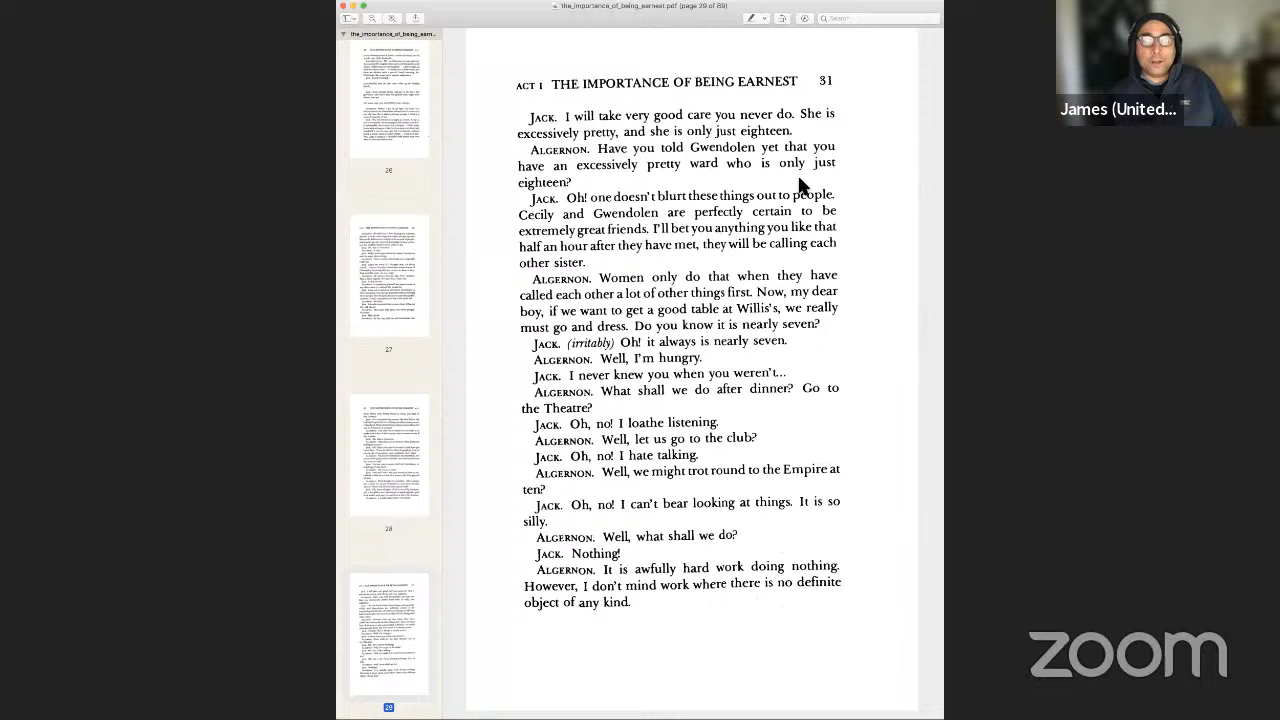 the_importance_of_being_earnest.pdf (page 29 of 89)
Search
the_importance_of_being_earn...
26
27
28
29
ACT I THE IMPORTANCE OF BEING EARNEST 31
JACK. I will take very good care you never do. She is
excessively pretty, and she is only just eighteen.
ALGERNON. Have you told Gwendolen yet that you
have an excessively pretty ward who is only just
eighteen?
JACK. Oh! one doesn't blurt these things out to people.
Cecily and Gwendolen are perfectly certain to be
extremely great friends. I'll bet you anything you like that
half an hour after they have met, they will be calling each
other sister.
ALGERNON. Women only do that when they have
called each other a lot of other things first. Now, my dear
boy, if we want to get a good table at Willis's, we really
must go and dress. Do you know it is nearly seven?
JACK. (irritably) Oh! it always is nearly seven.
ALGERNON. Well, I'm hungry.
JACK. I never knew you when you weren't...
ALGERNON. What shall we do after dinner? Go to
the Theatre?
JACK. Oh, no! I loathe listening.
ALGERNON. Well, let us go to the Club?
JACK. Oh, no! I hate talking.
ALGERNON. Well, we might trot round to the Empire at
ten?
JACK. Oh, no! I can't bear looking at things. It is so
silly.
ALGERNON. Well, what shall we do?
JACK. Nothing!
ALGERNON. It is awfully hard work doing nothing.
However, I don't mind work where there is no definite
object of any kind.
James (United...
zoom